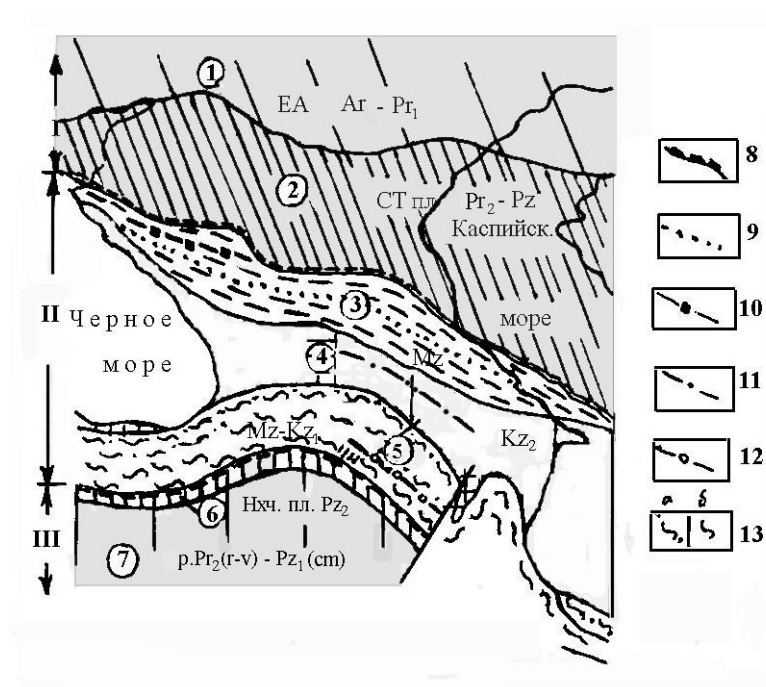 1
I
EA Ar - Pr1
8
2
СТ пл Pr2 - Pz
Каспийск.
9
3
море
10
II
Черное
море
4
Mz
11
Mz-Kz1
5
Kz2
12
6
Нхч. пл. Pz2
а б
13
III
7
р.Pr2(r-v) - Pz1(cm)